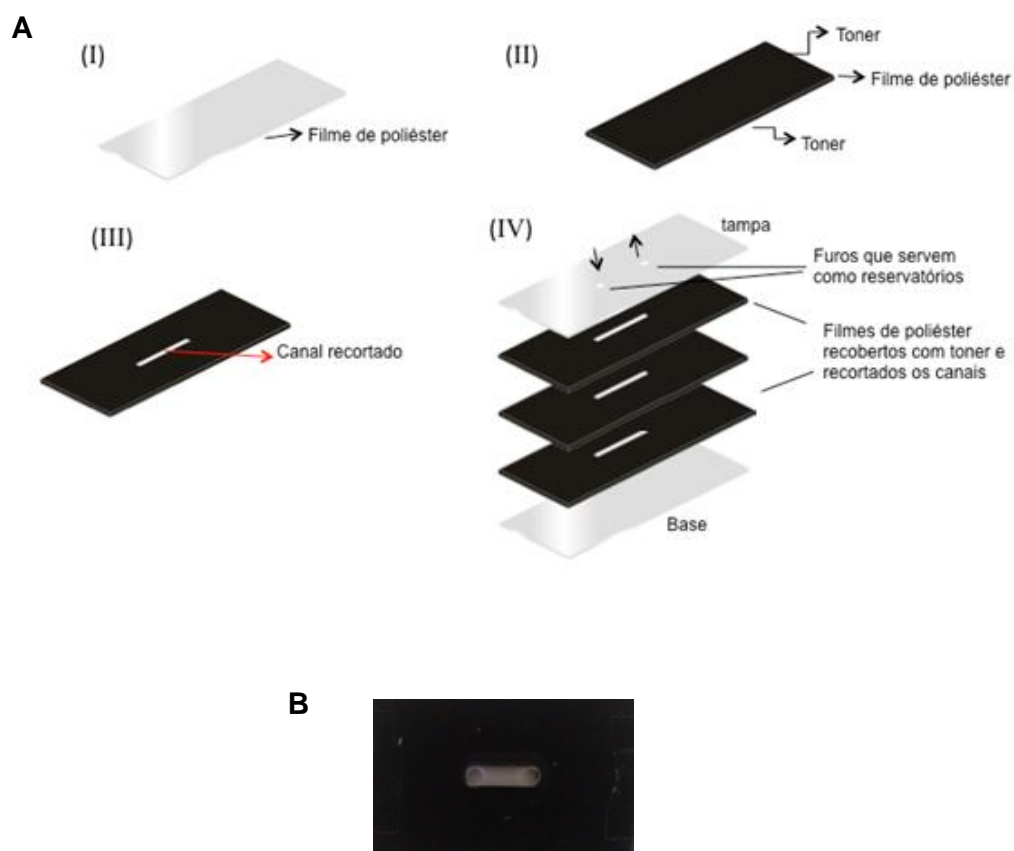 A
(I)
Filme de poliéster
(II)
Toner
Filme de poliéster
Toner
(III)
Canal recortado
(IV)
tampa
Furos que servem
como reservatórios
Filmes de poliéster
recobertos com toner e
recortados os canais
Base
B